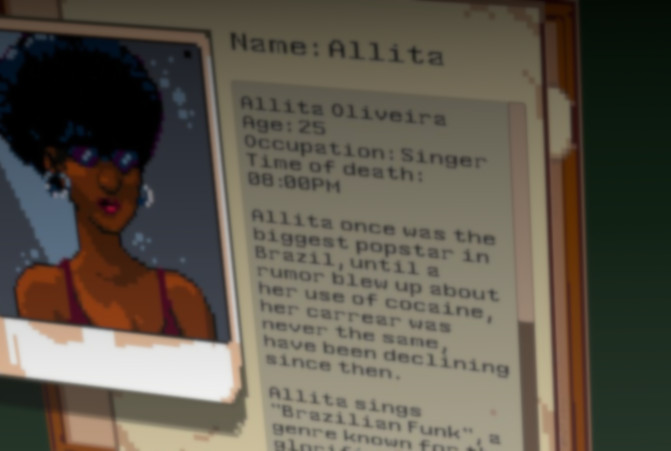 Name:Allita
Allita Oliveira
Age:25
Occupation:Singer
Time of death:
08:00PM
Allita once was the
biggest popstar in
Brazil,until a
rumor blew up about
her use of cocaine,
her carrear was
never the same,
have been declining
since then.
Allita sings
"Brazilian Funk", a
genre known for